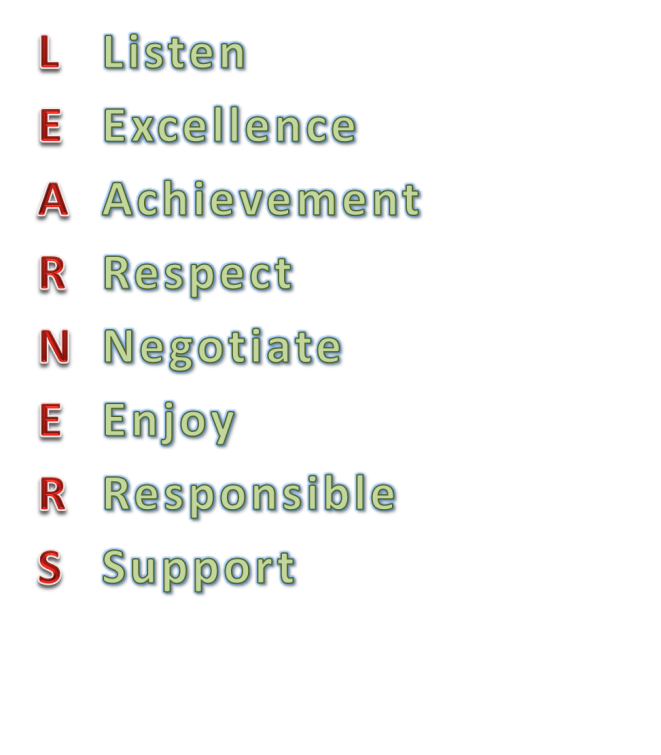 L Listen
E Excellence
A Achievement
R Respect
N Negotiate
E Enjoy
R Responsible
S Support